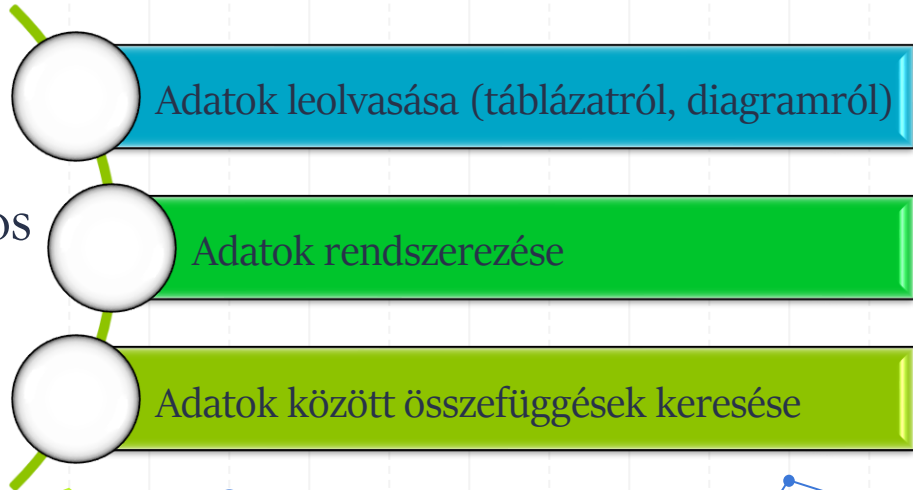 Adatok leolvasása (táblázatról, diagramról)
Adatok rendszerezése
Adatok között összefüggések keresése